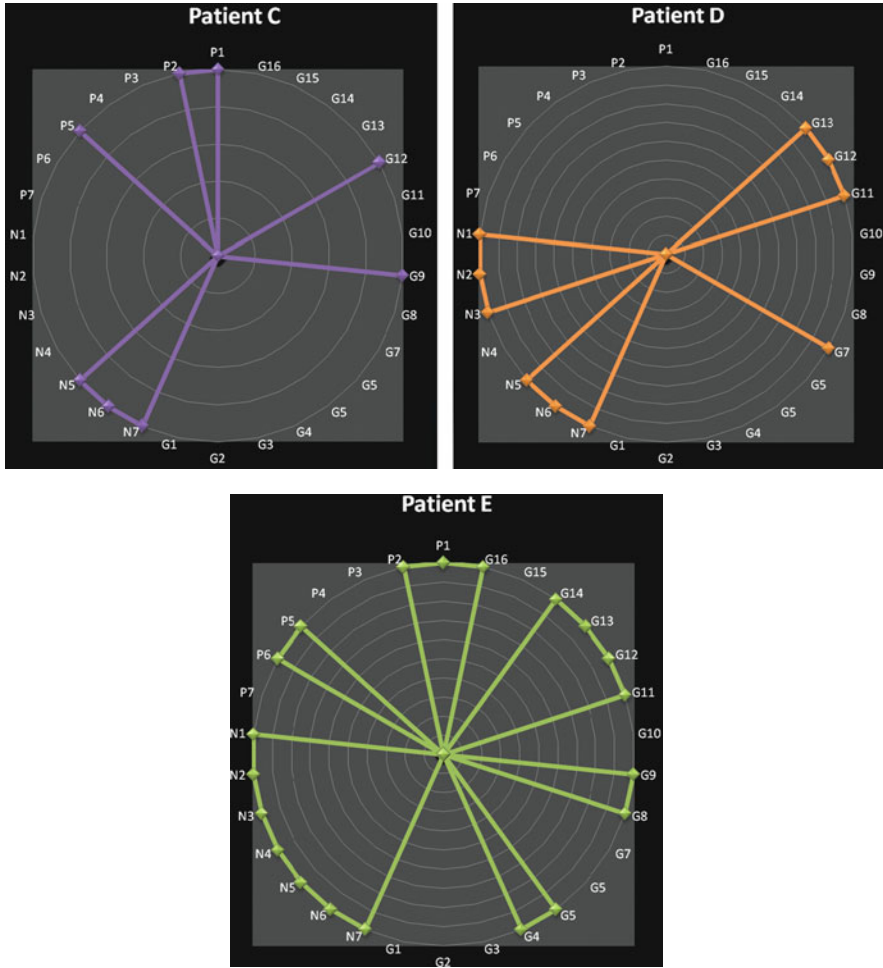 Patient C
P1
G16
G15
G14
G13
G12
G11
G10
G9
G8
G7
G5
G5
G4
G3
G2
G1
N7
N6
N5
N4
N3
N2
N1
P7
P6
P5
P4
P3
P2
Patient D
P1
G16
G15
G14
G13
G12
G11
G10
G9
G8
G7
G5
G5
G4
G3
G2
G1
N7
N6
N5
N4
N3
N2
N1
P7
P6
P5
P4
P3
P2
Patient E
P1
G16
G15
G14
G13
G12
G11
G10
G9
G8
G7
G5
G5
G4
G3
G2
G1
N7
N6
N5
N4
N3
N2
N1
P7
P6
P5
P4
P3
P2